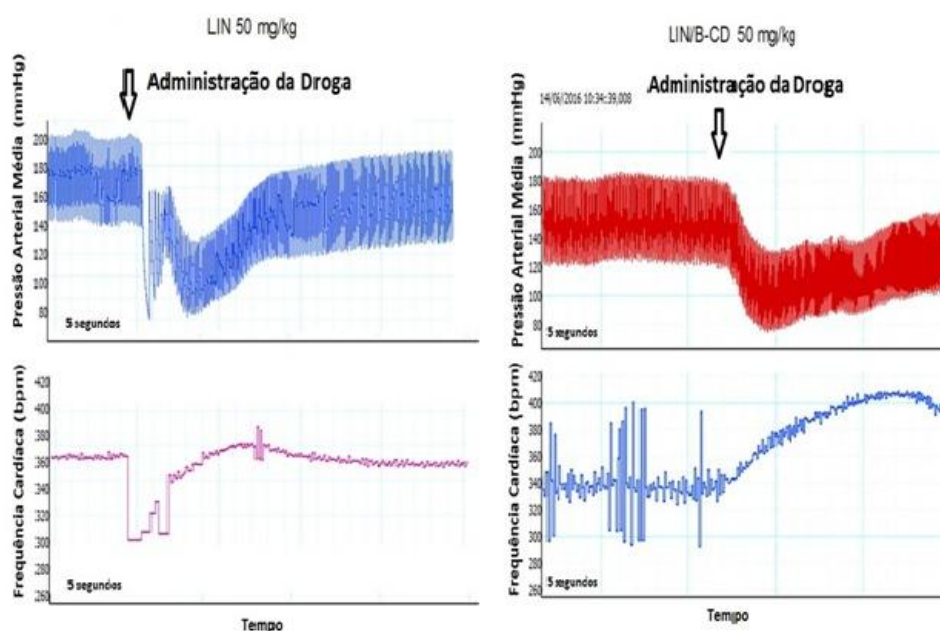 LIN 50 mg/kg
Administração da Droga
Pressão Arterial Média (mmHg)
200
180
160
140
120
100
80
5 segundos
Frequência Cardíaca (bpm)
420
400
380
360
340
320
300
280
260
5 segundos
Tempo
LIN/B-CD 50 mg/kg
Administração da Droga
14/06/2016 10:34:39,008
Pressão Arterial Média (mmHg)
200
180
160
140
120
100
80
5 segundos
Frequência Cardíaca (bpm)
420
400
380
360
340
320
300
280
260
5 segundos
Tempo